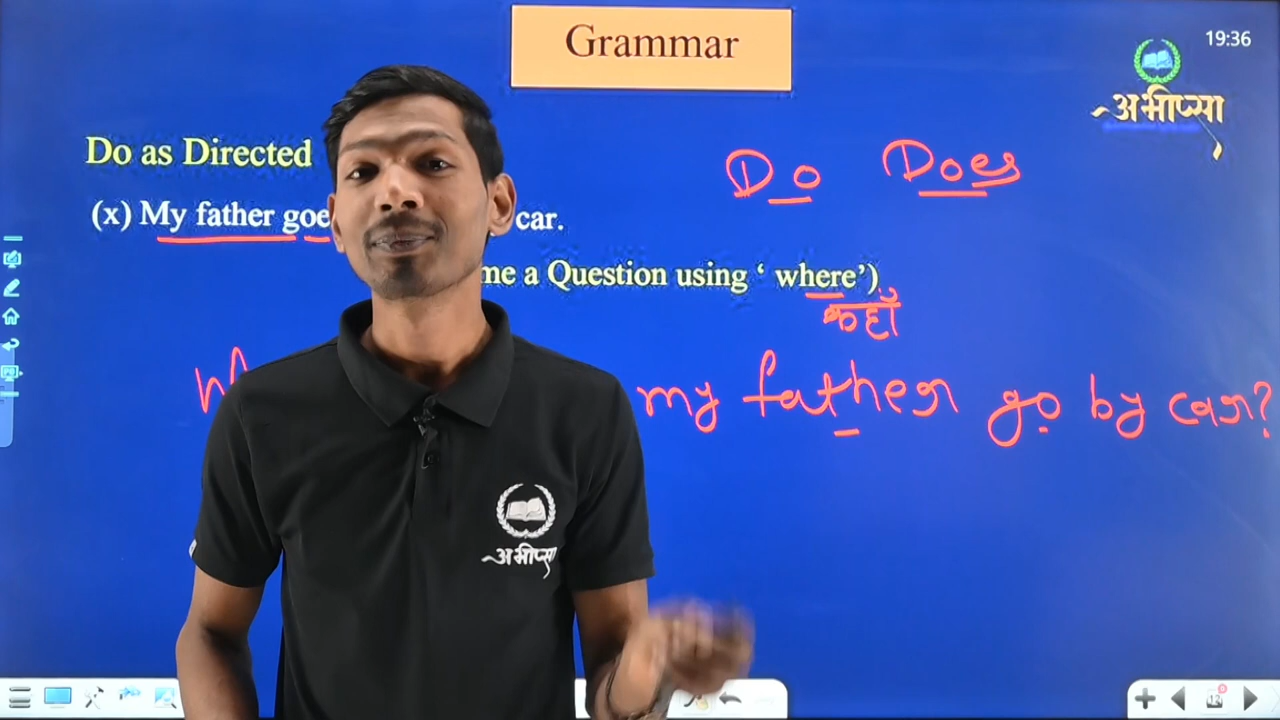 Grammar
19:36
अभीप्सा
Do as Directed
Do Does
(x) My father goe car.
me a Question using ‘ where’)
कहाँ
my father go by car?
अभीप्सा